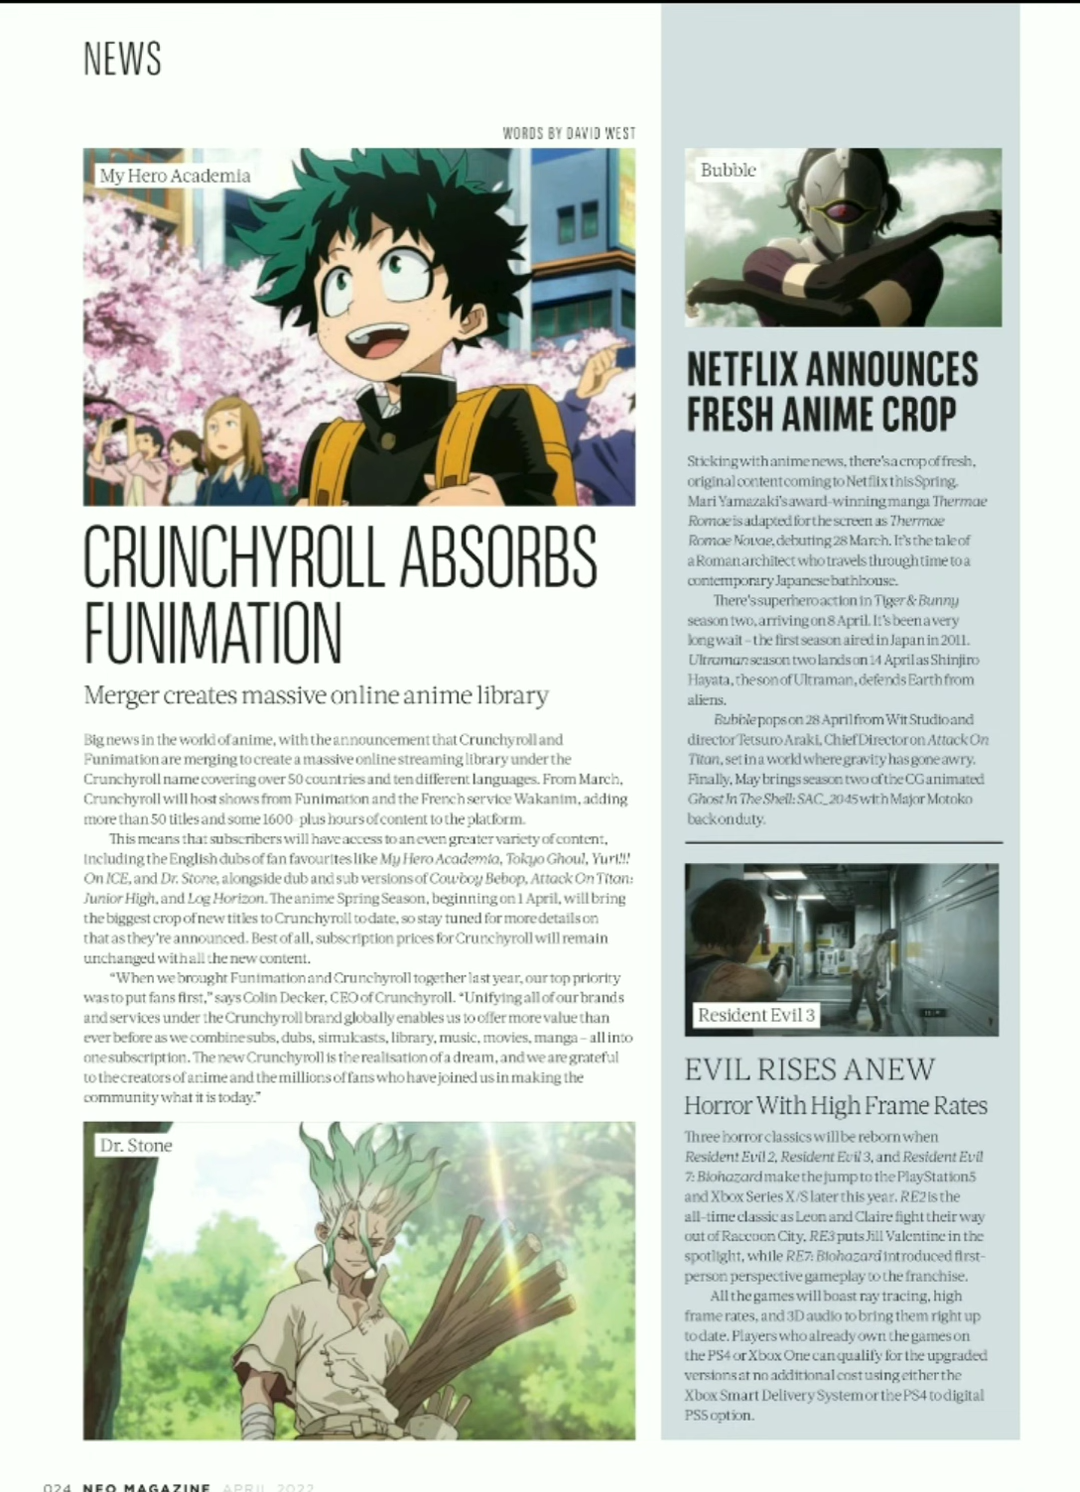 NEWS
WORDS BY DAVID WEST
My Hero Academia
CRUNCHYROLL ABSORBS
FUNIMATION
Merger creates massive online anime library
Big news in the world of anime, with the announcement that Crunchyroll and
Funimation are merging to create a massive online streaming library under the
Crunchyroll name covering over 50 countries and ten different languages. From March,
Crunchyroll will host shows from Funimation and the French service Wakanim, adding
more than 50 titles and some 1600-plus hours of content to the platform.
This means that subscribers will have access to an even greater variety of content,
including the English dubs of fan favourites like My Hero Academia, Tokyo Ghoul, Yuri!!!
On ICE, and Dr. Stone, alongside dub and sub versions of Cowboy Bebop, Attack On Titan:
Junior High, and Log Horizon. The anime Spring Season, beginning on 1 April, will bring
the biggest crop of new titles to Crunchyroll to date, so stay tuned for more details on
that as they're announced. Best of all, subscription prices for Crunchyroll will remain
unchanged with all the new content.
"When we brought Funimation and Crunchyroll together last year, our top priority
was to put fans first," says Colin Decker, CEO of Crunchyroll. "Unifying all of our brands
and services under the Crunchyroll brand globally enables us to offer more value than
ever before as we combine subs, dubs, simulcasts, library, music, movies, manga – all into
one subscription. The new Crunchyroll is the realisation of a dream, and we are grateful
to the creators of anime and the millions of fans who have joined us in making the
community what it is today."
Dr. Stone
Bubble
NETFLIX ANNOUNCES
FRESH ANIME CROP
Sticking with anime news, there's a crop of fresh,
original content coming to Netflix this Spring.
Mari Yamazaki's award-winning manga Thermae
Romae is adapted for the screen as Thermae
Romae Novae, debuting 28 March. It's the tale of
a Roman architect who travels through time to a
contemporary Japanese bathhouse.
There's superhero action in Tiger & Bunny
season two, arriving on 8 April. It's been a very
long wait – the first season aired in Japan in 2011.
Ultraman season two lands on 14 April as Shinjiro
Hayata, the son of Ultraman, defends Earth from
aliens.
Bubble pops on 28 April from Wit Studio and
director Tetsuro Araki, Chief Director on Attack On
Titan, set in a world where gravity has gone awry.
Finally, May brings season two of the CG animated
Ghost In The Shell: SAC_2045 with Major Motoko
back on duty.
Resident Evil 3
EVIL RISES ANEW
Horror With High Frame Rates
Three horror classics will be reborn when
Resident Evil 2, Resident Evil 3, and Resident Evil
7: Biohazard make the jump to the PlayStation5
and Xbox Series X/S later this year. RE2 is the
all-time classic as Leon and Claire fight their way
out of Raccoon City, RE3 puts Jill Valentine in the
spotlight, while RE7: Biohazard introduced first-
person perspective gameplay to the franchise.
All the games will boast ray tracing, high
frame rates, and 3D audio to bring them right up
to date. Players who already own the games on
the PS4 or Xbox One can qualify for the upgraded
versions at no additional cost using either the
Xbox Smart Delivery System or the PS4 to digital
PS5 option.
024 NEO MAGAZINE APRIL 2022